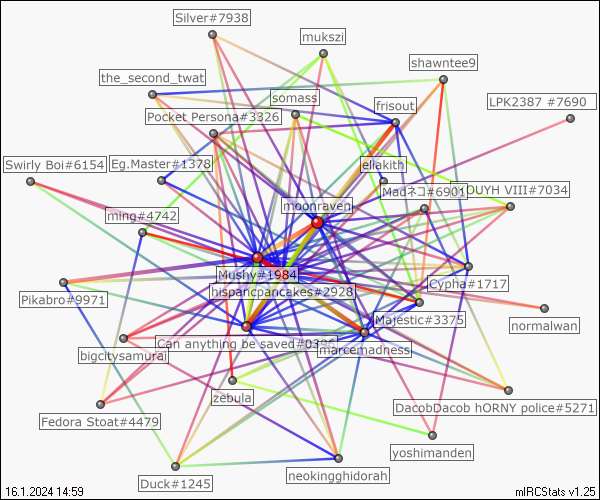 Silver#7938
mukszi
shawntee9
the_second_twat
LPK2387 #7690
somass
frisout
Pocket Persona#3326
Swirly Boi#6154
Eg.Master#1378
eliakith
Madネコ#6901
OUYH VIII#7034
moonraven
ming#4742
Mushy#1984
Cypha#1717
hispancpancakes#2928
Pikabro#9971
Majestic#3375
normalwan
Can anything be saved#0396
marcemadness
bigcitysamurai
zebula
DacobDacob hORNY police#5271
Fedora Stoat#4479
yoshimanden
neokingghidorah
Duck#1245
16.1.2024 14:59
mIRCStats v1.25